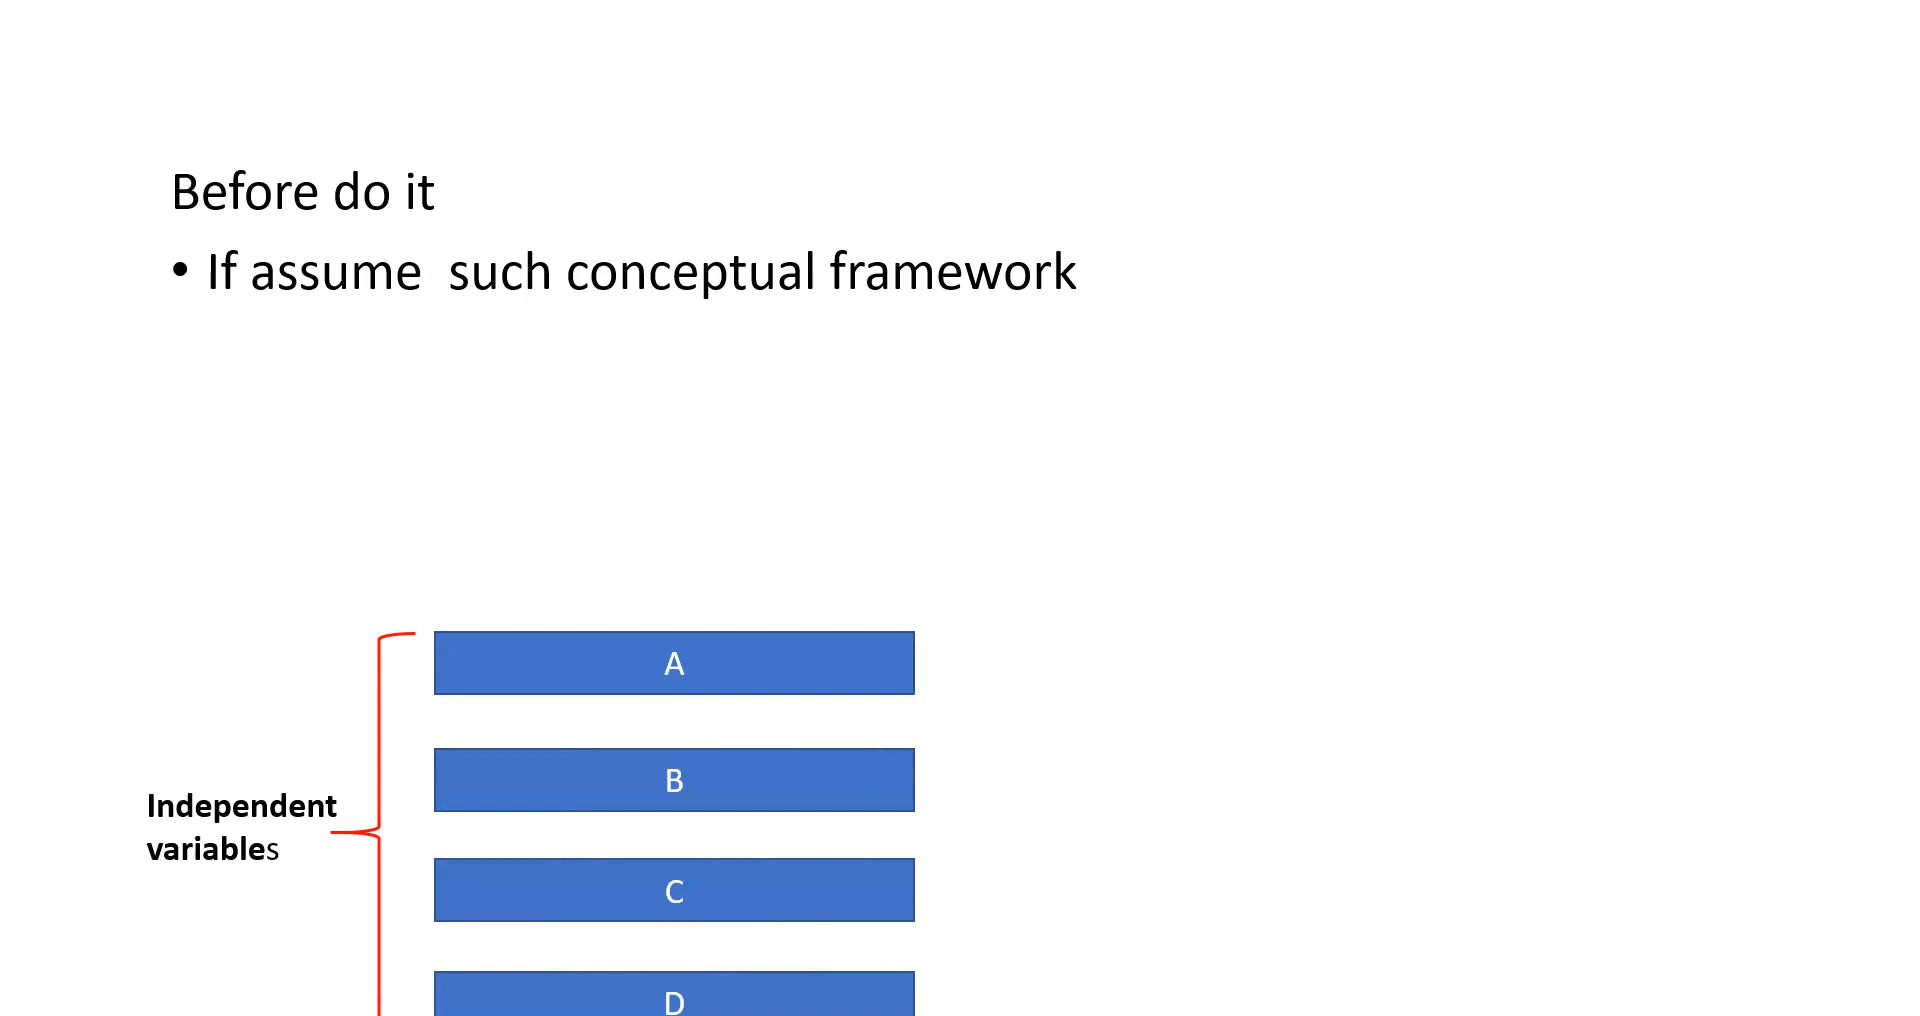 Before do it
• If assume  such conceptual framework
A
B
Independent
variables
C
D